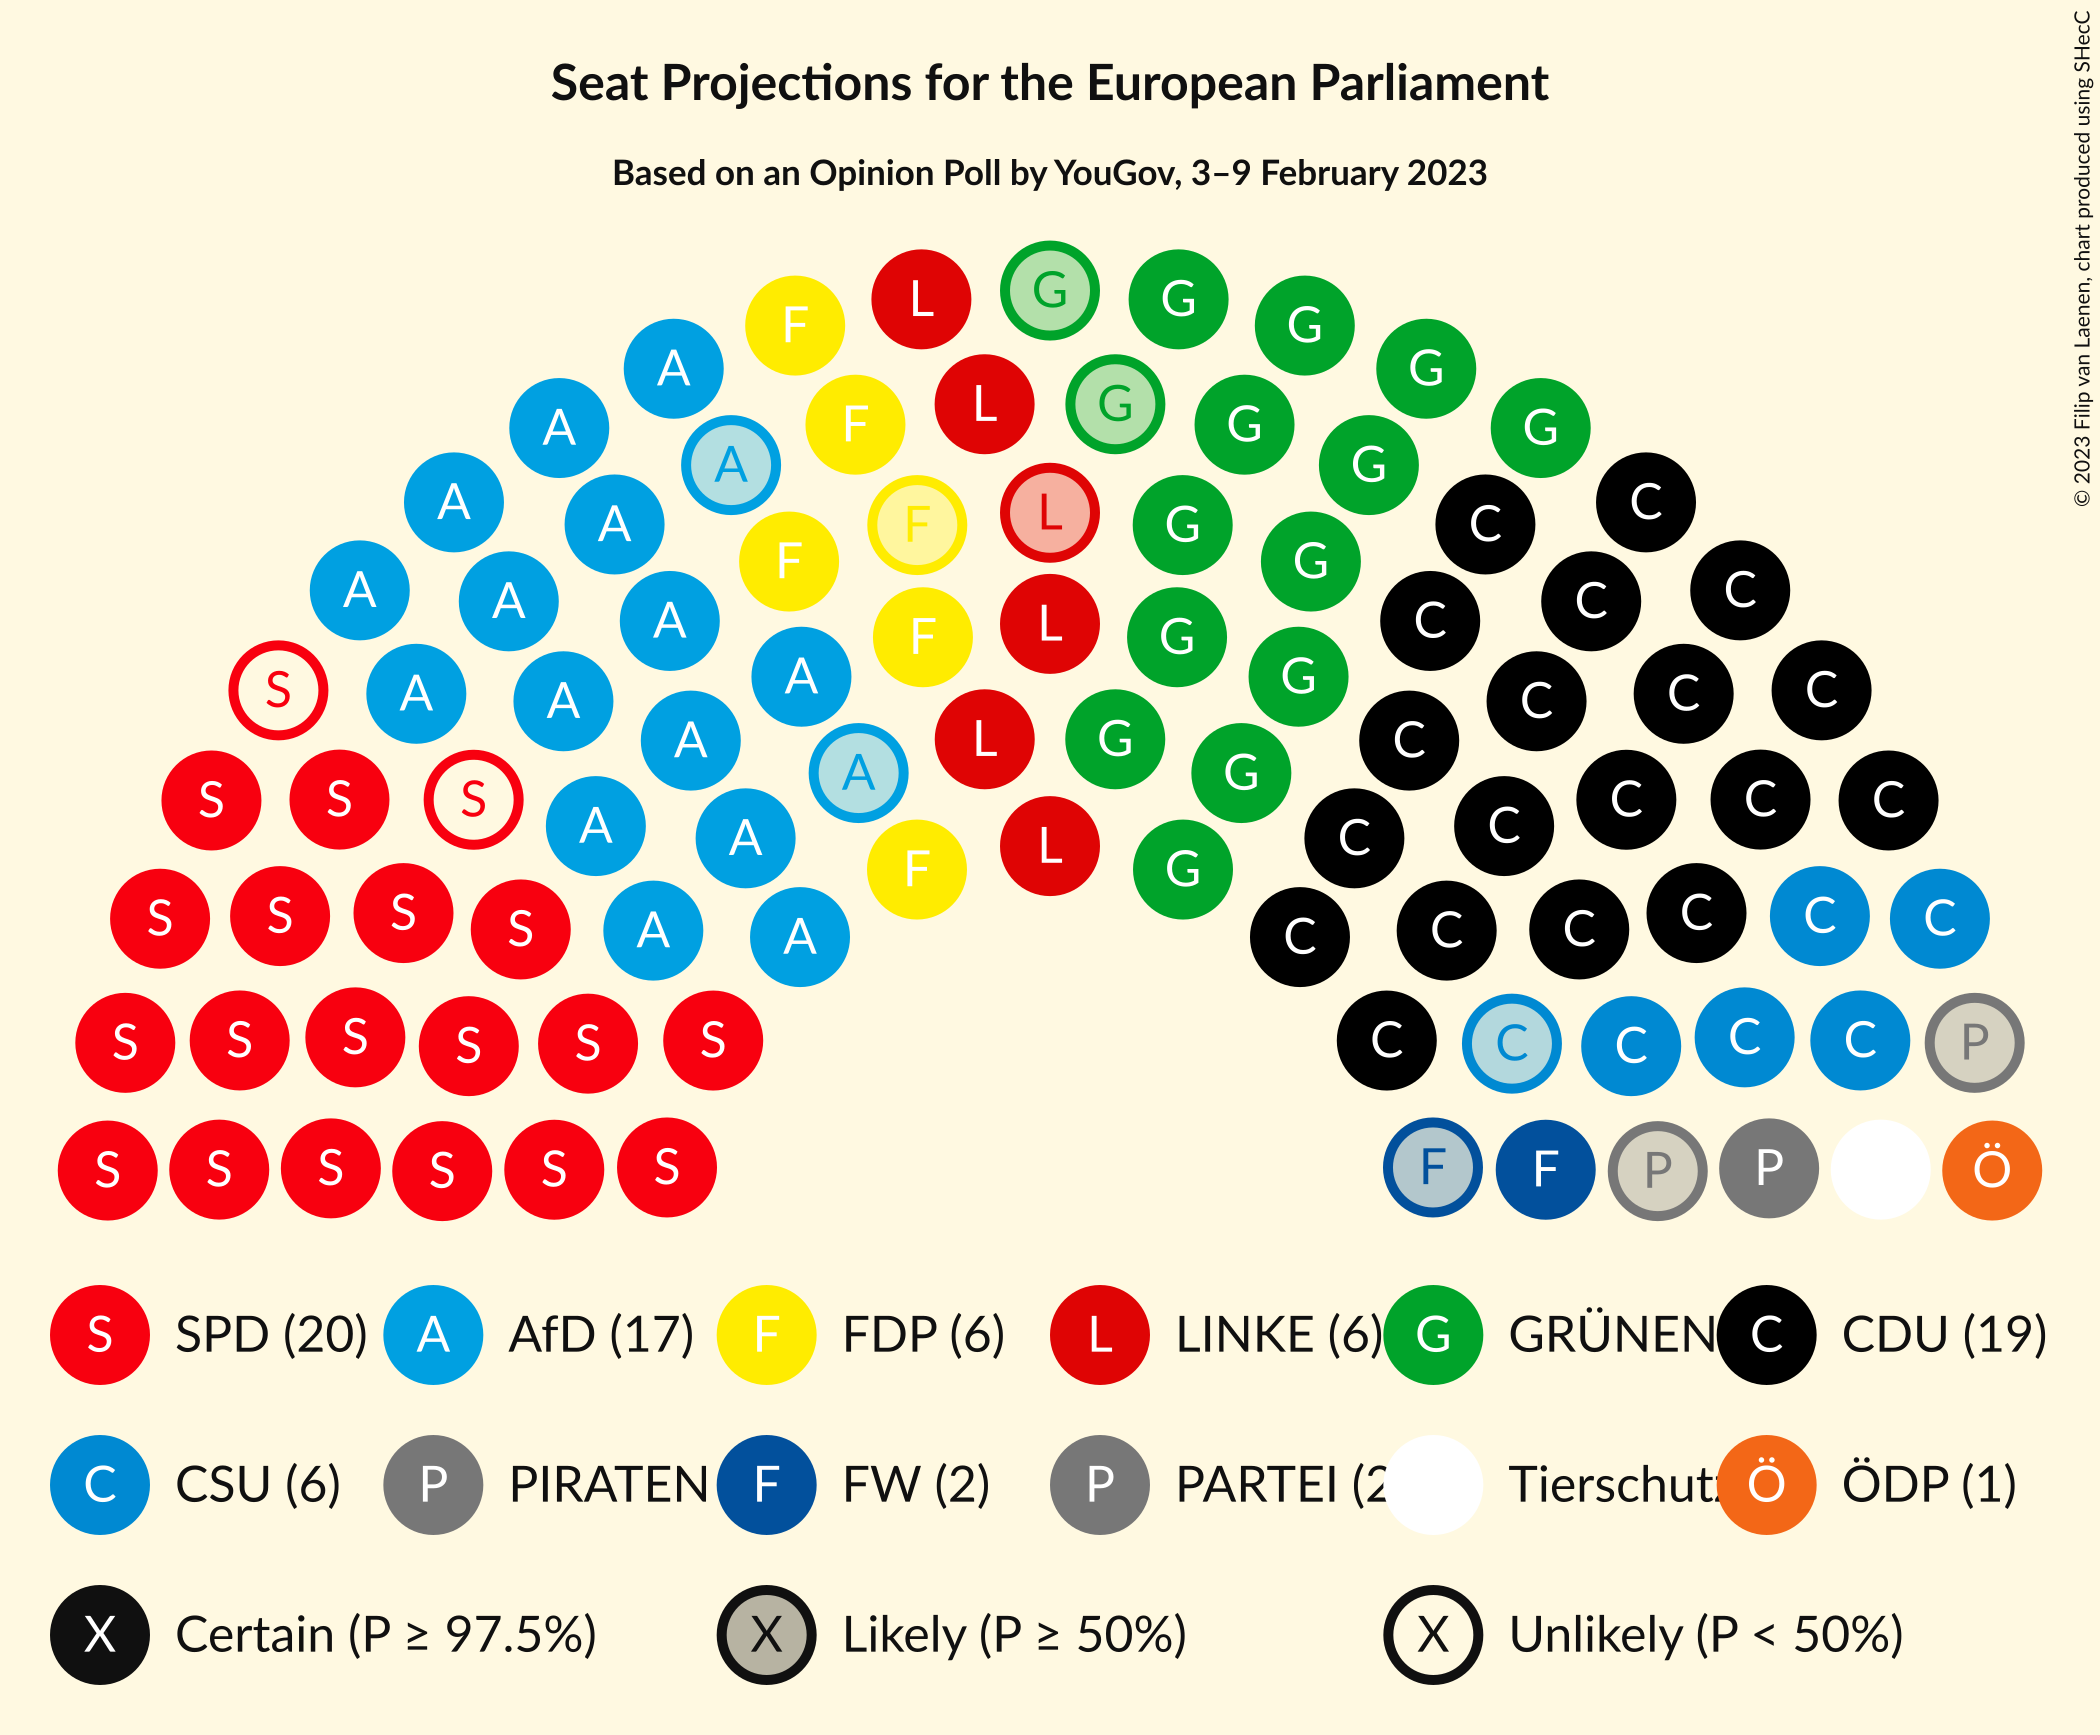 Seat Projections for the European Parliament
Based on an Opinion Poll by YouGov, 3–9 February 2023
© 2023 Filip van Laenen, chart produced using SHecC
F L G G G G G
A A A F L G G G G C C
A A A F F L G G C C C
A A A A F L G G C C C C
S A A A A A L G G C C C C C
S S S A A F L G C C C C C
S S S S A A C C C C C C
S S S S S S C C C C C P
S S S S S S F F P P Ö
S SPD (20) A AfD (17) F FDP (6) L LINKE (6) G GRÜNEN C CDU (19)
C CSU (6) P PIRATEN F FW (2) P PARTEI (2 Tierschutz Ö ÖDP (1)
X Certain (P ≥ 97.5%) X Likely (P ≥ 50%) X Unlikely (P < 50%)